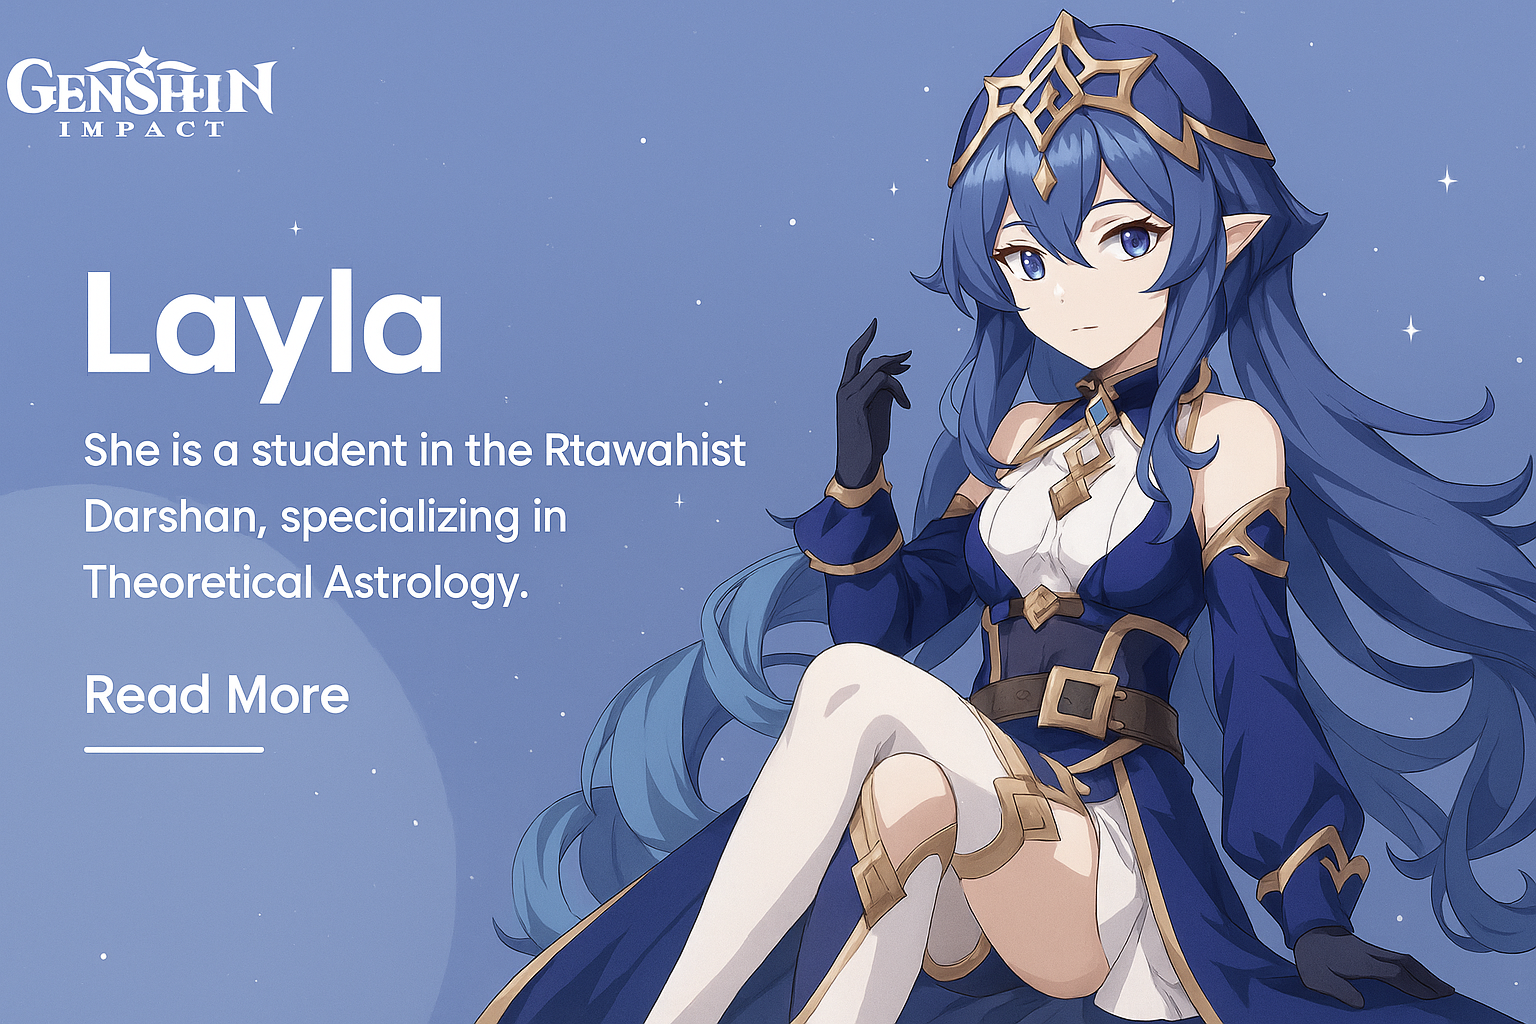 GENSHIN
IMPACT
Layla
She is a student in the Rtawahist
Darshan, specializing in
Theoretical Astrology.
Read More